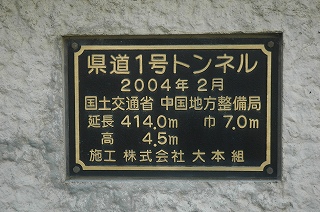 県道1号トンネル
2004年2月
国土交通省 中国地方整備局
延長 414.0m 巾 7.0m
高 4.5m
施工 株式会社 大本組